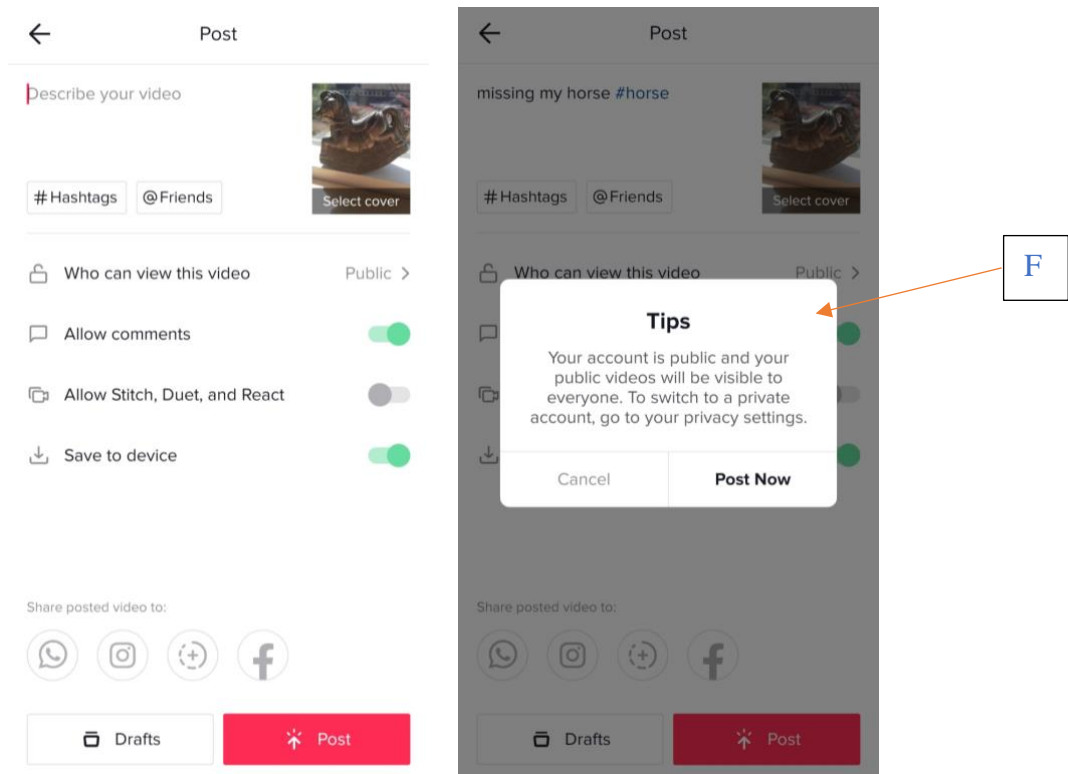 Post
Describe your video
#Hashtags @Friends
Select cover
Who can view this video Public >
Allow comments
Allow Stitch, Duet, and React
Save to device
Share posted video to:
Drafts
Post
Post
missing my horse #horse
#Hashtags @Friends
Select cover
Who can view this video Public >
Tips
Your account is public and your
public videos will be visible to
everyone. To switch to a private
account, go to your privacy settings.
Cancel
Post Now
Share posted video to:
Drafts
Post
F